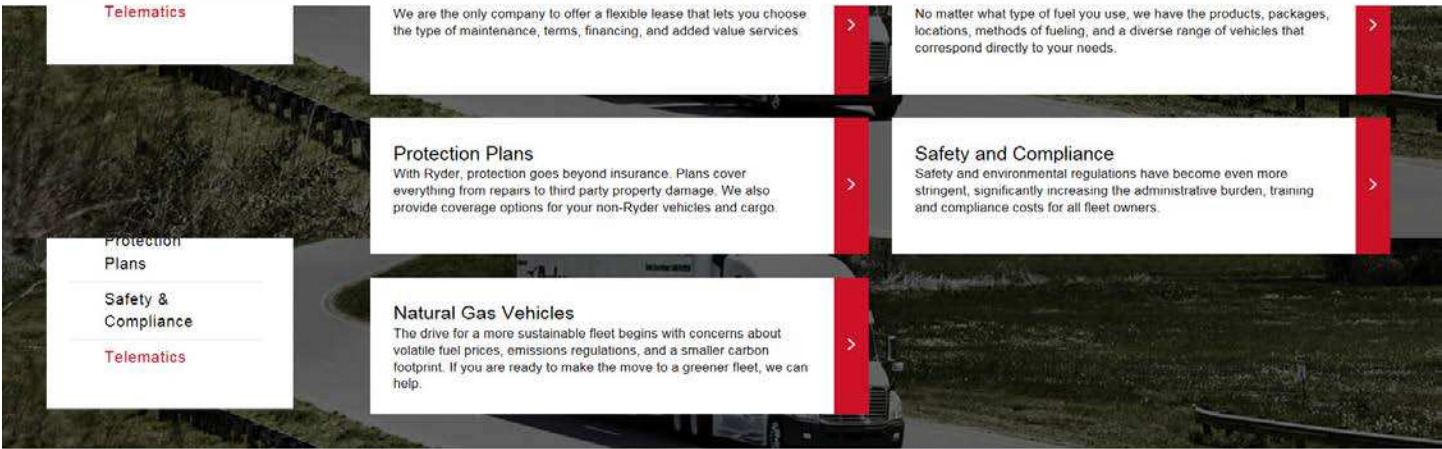 Telematics
We are the only company to offer a flexible lease that lets you choose
the type of maintenance, terms, financing, and added value services
No matter what type of fuel you use, we have the products, packages,
locations, methods of fueling, and a diverse range of vehicles that
correspond directly to your needs.
Protection Plans
With Ryder, protection goes beyond insurance. Plans cover
everything from repairs to third party property damage. We also
provide coverage options for your non-Ryder vehicles and cargo.
Safety and Compliance
Safety and environmental regulations have become even more
stringent, significantly increasing the administrative burden, training
and compliance costs for all fleet owners.
Protection
Plans
Safety &
Compliance
Telematics
Natural Gas Vehicles
The drive for a more sustainable fleet begins with concerns about
volatile fuel prices, emissions regulations, and a smaller carbon
footprint. If you are ready to make the move to a greener fleet, we can
help.